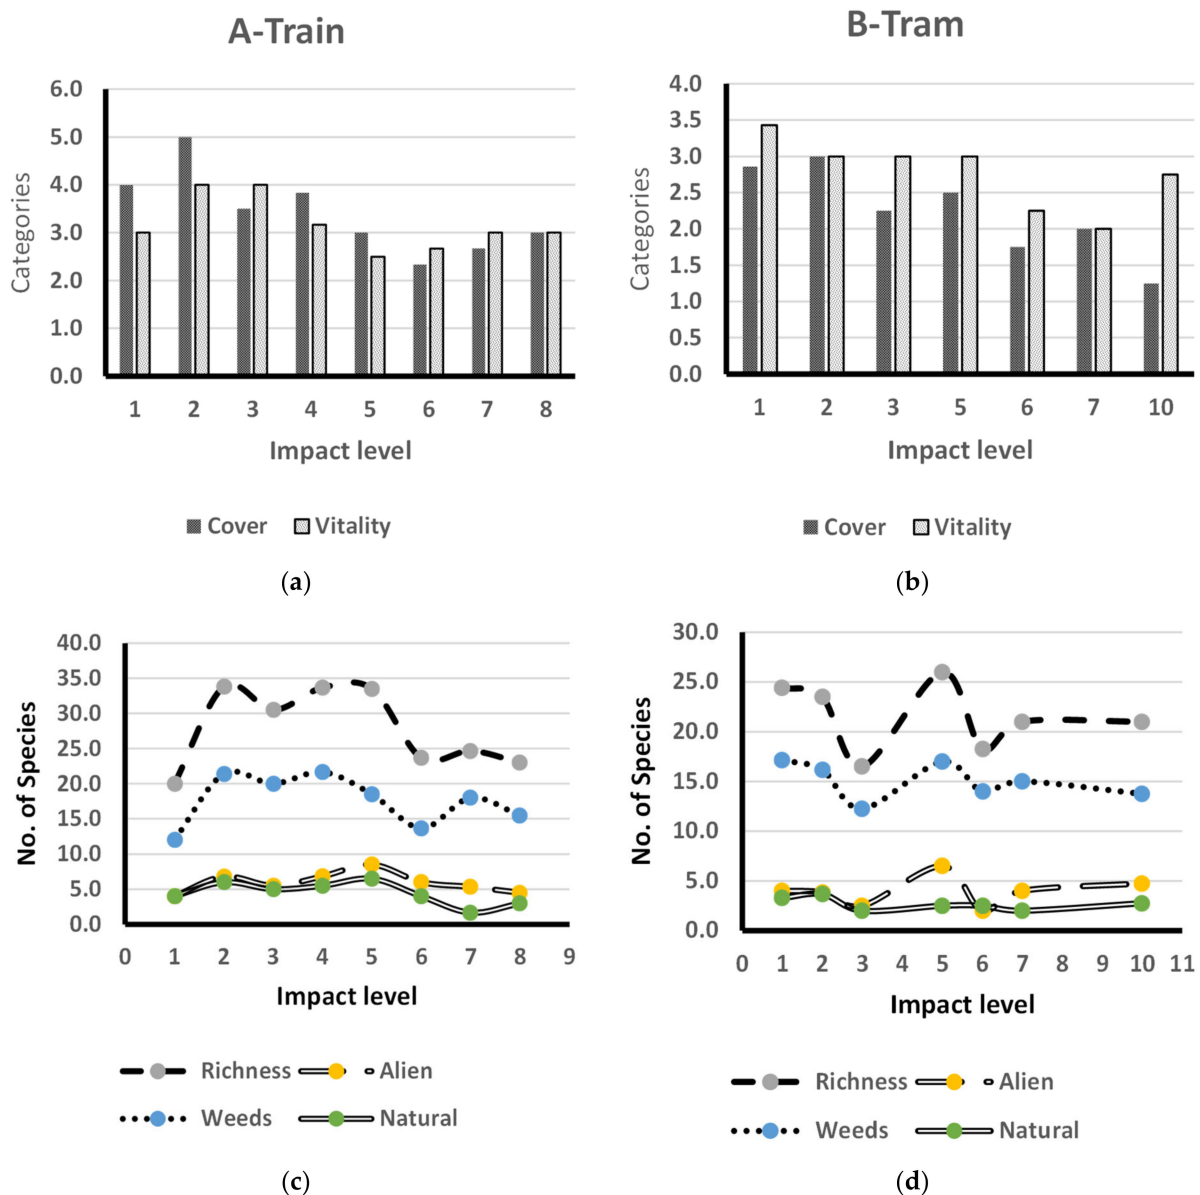 A-Train
6.0
5.0
4.0
3.0
2.0
1.0
0.0
Categories
1 2 3 4 5 6 7 8
Impact level
Cover Vitality
(a)
B-Tram
4.0
3.5
3.0
2.5
2.0
1.5
1.0
0.5
0.0
Categories
1 2 3 5 6 7 10
Impact level
Cover Vitality
(b)
40.0
35.0
30.0
25.0
20.0
15.0
10.0
5.0
0.0
No. of Species
0 1 2 3 4 5 6 7 8 9
Impact level
Richness Alien
Weeds Natural
(c)
30.0
25.0
20.0
15.0
10.0
5.0
0.0
No. of Species
0 1 2 3 4 5 6 7 8 9 10 11
Impact level
Richness Alien
Weeds Natural
(d)